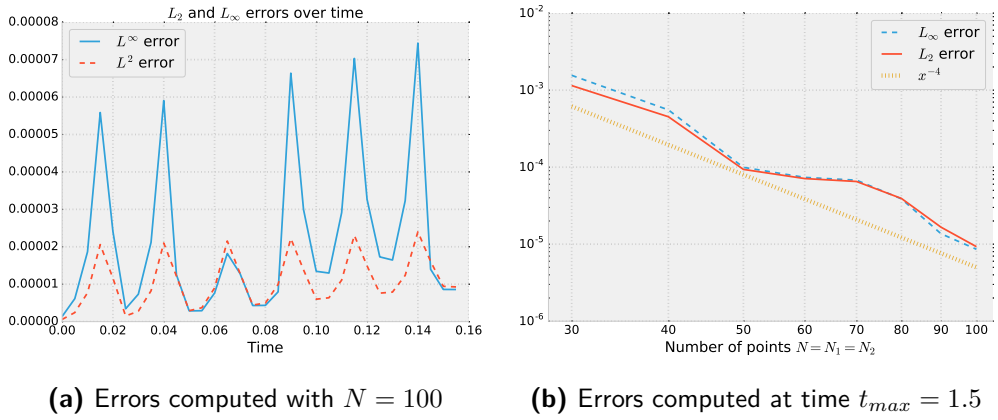 L₂ and L∞ errors over time
0.00008
0.00007
0.00006
0.00005
0.00004
0.00003
0.00002
0.00001
0.00000
L^∞ error
L² error
0.00 0.02 0.04 0.06 0.08 0.10 0.12 0.14 0.16
Time
(a) Errors computed with N = 100
10⁻²
10⁻³
10⁻⁴
10⁻⁵
10⁻⁶
L∞ error
L₂ error
x⁻⁴
30 40 50 60 70 80 90 100
Number of points N = N₁ = N₂
(b) Errors computed at time t_max = 1.5